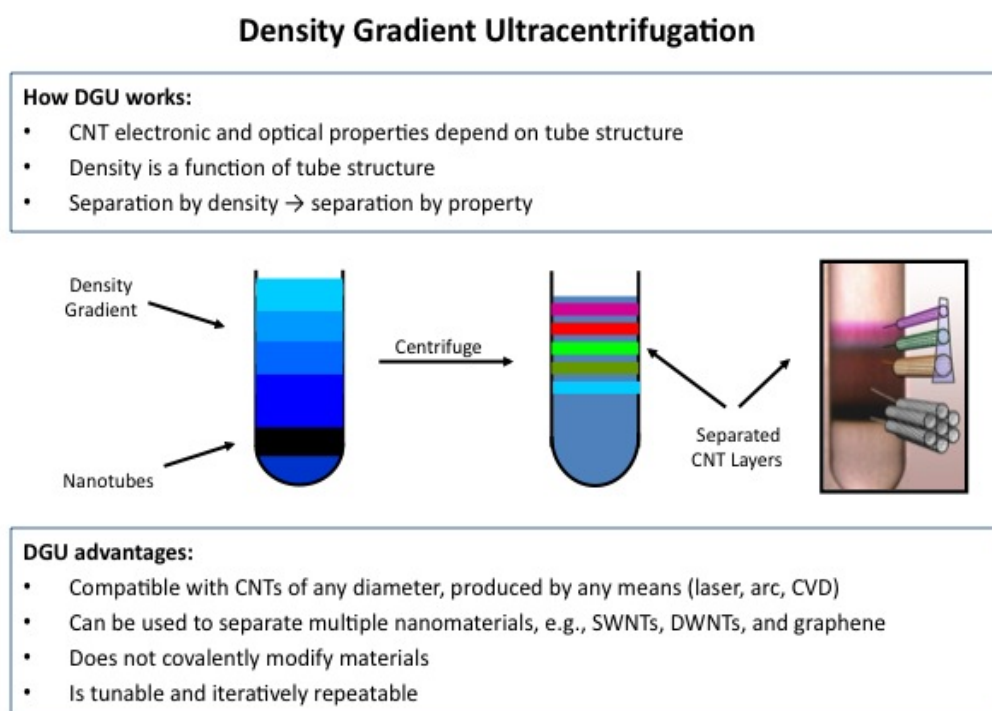 Density Gradient Ultracentrifugation
How DGU works:
• CNT electronic and optical properties depend on tube structure
• Density is a function of tube structure
• Separation by density → separation by property
Density
Gradient
Centrifuge
Nanotubes
Separated
CNT Layers
DGU advantages:
• Compatible with CNTs of any diameter, produced by any means (laser, arc, CVD)
• Can be used to separate multiple nanomaterials, e.g., SWNTs, DWNTs, and graphene
• Does not covalently modify materials
• Is tunable and iteratively repeatable